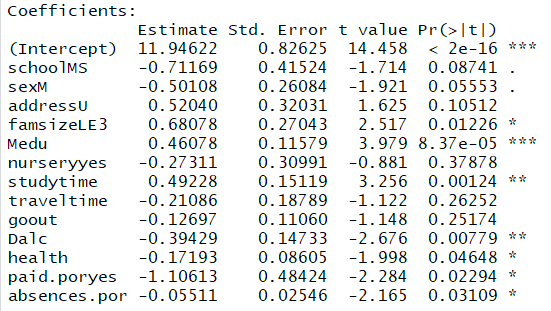 Coefficients:
Estimate Std. Error t value Pr(>|t|)
(Intercept) 11.94622 0.82625 14.458 < 2e-16 ***
schoolMS -0.71169 0.41524 -1.714 0.08741 .
sexM -0.50108 0.26084 -1.921 0.05553 .
addressU 0.52040 0.32031 1.625 0.10512
famsizeLE3 0.68078 0.27043 2.517 0.01226 *
Medu 0.46078 0.11579 3.979 8.37e-05 ***
nurseryyes -0.27311 0.30991 -0.881 0.37878
studytime 0.49228 0.15119 3.256 0.00124 **
traveltime -0.21086 0.18789 -1.122 0.26252
goout -0.12697 0.11060 -1.148 0.25174
Dalc -0.39429 0.14733 -2.676 0.00779 **
health -0.17193 0.08605 -1.998 0.04648 *
paid.poryes -1.10613 0.48424 -2.284 0.02294 *
absences.por -0.05511 0.02546 -2.165 0.03109 *